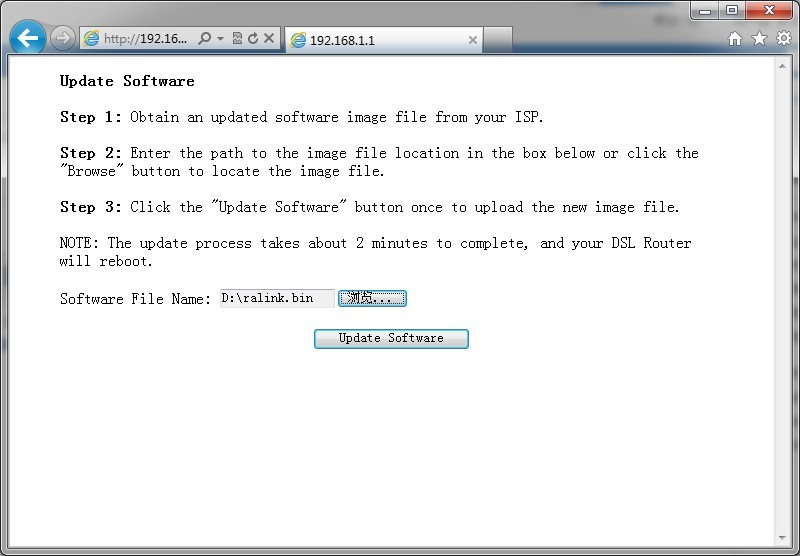 http://192.16...
192.168.1.1
Update Software
Step 1: Obtain an updated software image file from your ISP.
Step 2: Enter the path to the image file location in the box below or click the
"Browse" button to locate the image file.
Step 3: Click the "Update Software" button once to upload the new image file.
NOTE: The update process takes about 2 minutes to complete, and your DSL Router
will reboot.
Software File Name: D:\ralink.bin 浏览...
Update Software